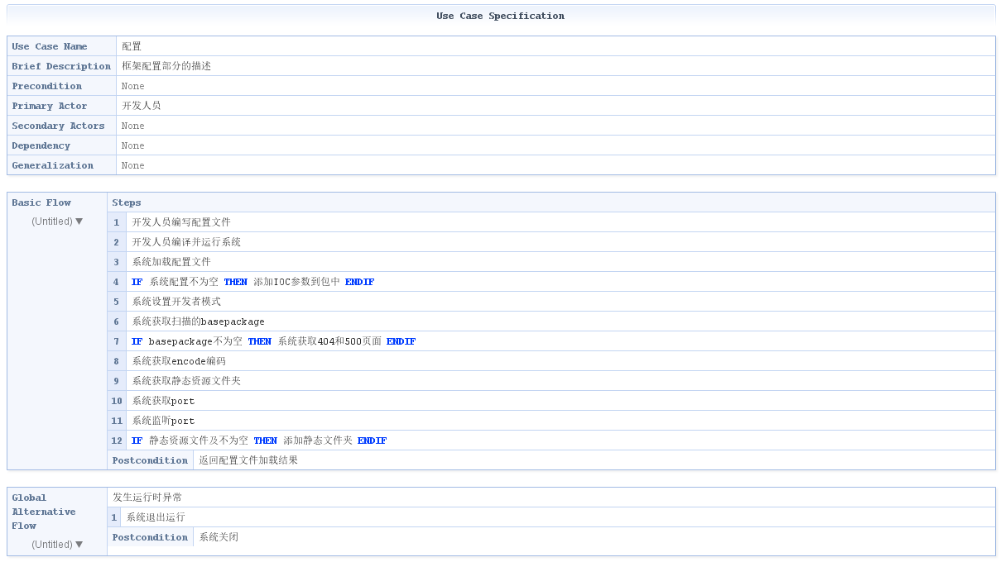 Use Case Specification
Use Case Name 配置
Brief Description 框架配置部分的描述
Precondition None
Primary Actor 开发人员
Secondary Actors None
Dependency None
Generalization None
Basic Flow Steps
(Untitled) ▼
1 开发人员编写配置文件
2 开发人员编译并运行系统
3 系统加载配置文件
4 IF 系统配置不为空 THEN 添加IOC参数到包中 ENDIF
5 系统设置开发者模式
6 系统获取扫描的basepackage
7 IF basepackage不为空 THEN 系统获取404和500页面 ENDIF
8 系统获取encode编码
9 系统获取静态资源文件夹
10 系统获取port
11 系统监听port
12 IF 静态资源文件及不为空 THEN 添加静态文件夹 ENDIF
Postcondition 返回配置文件加载结果
Global
Alternative
Flow
(Untitled) ▼
发生运行时异常
1 系统退出运行
Postcondition 系统关闭